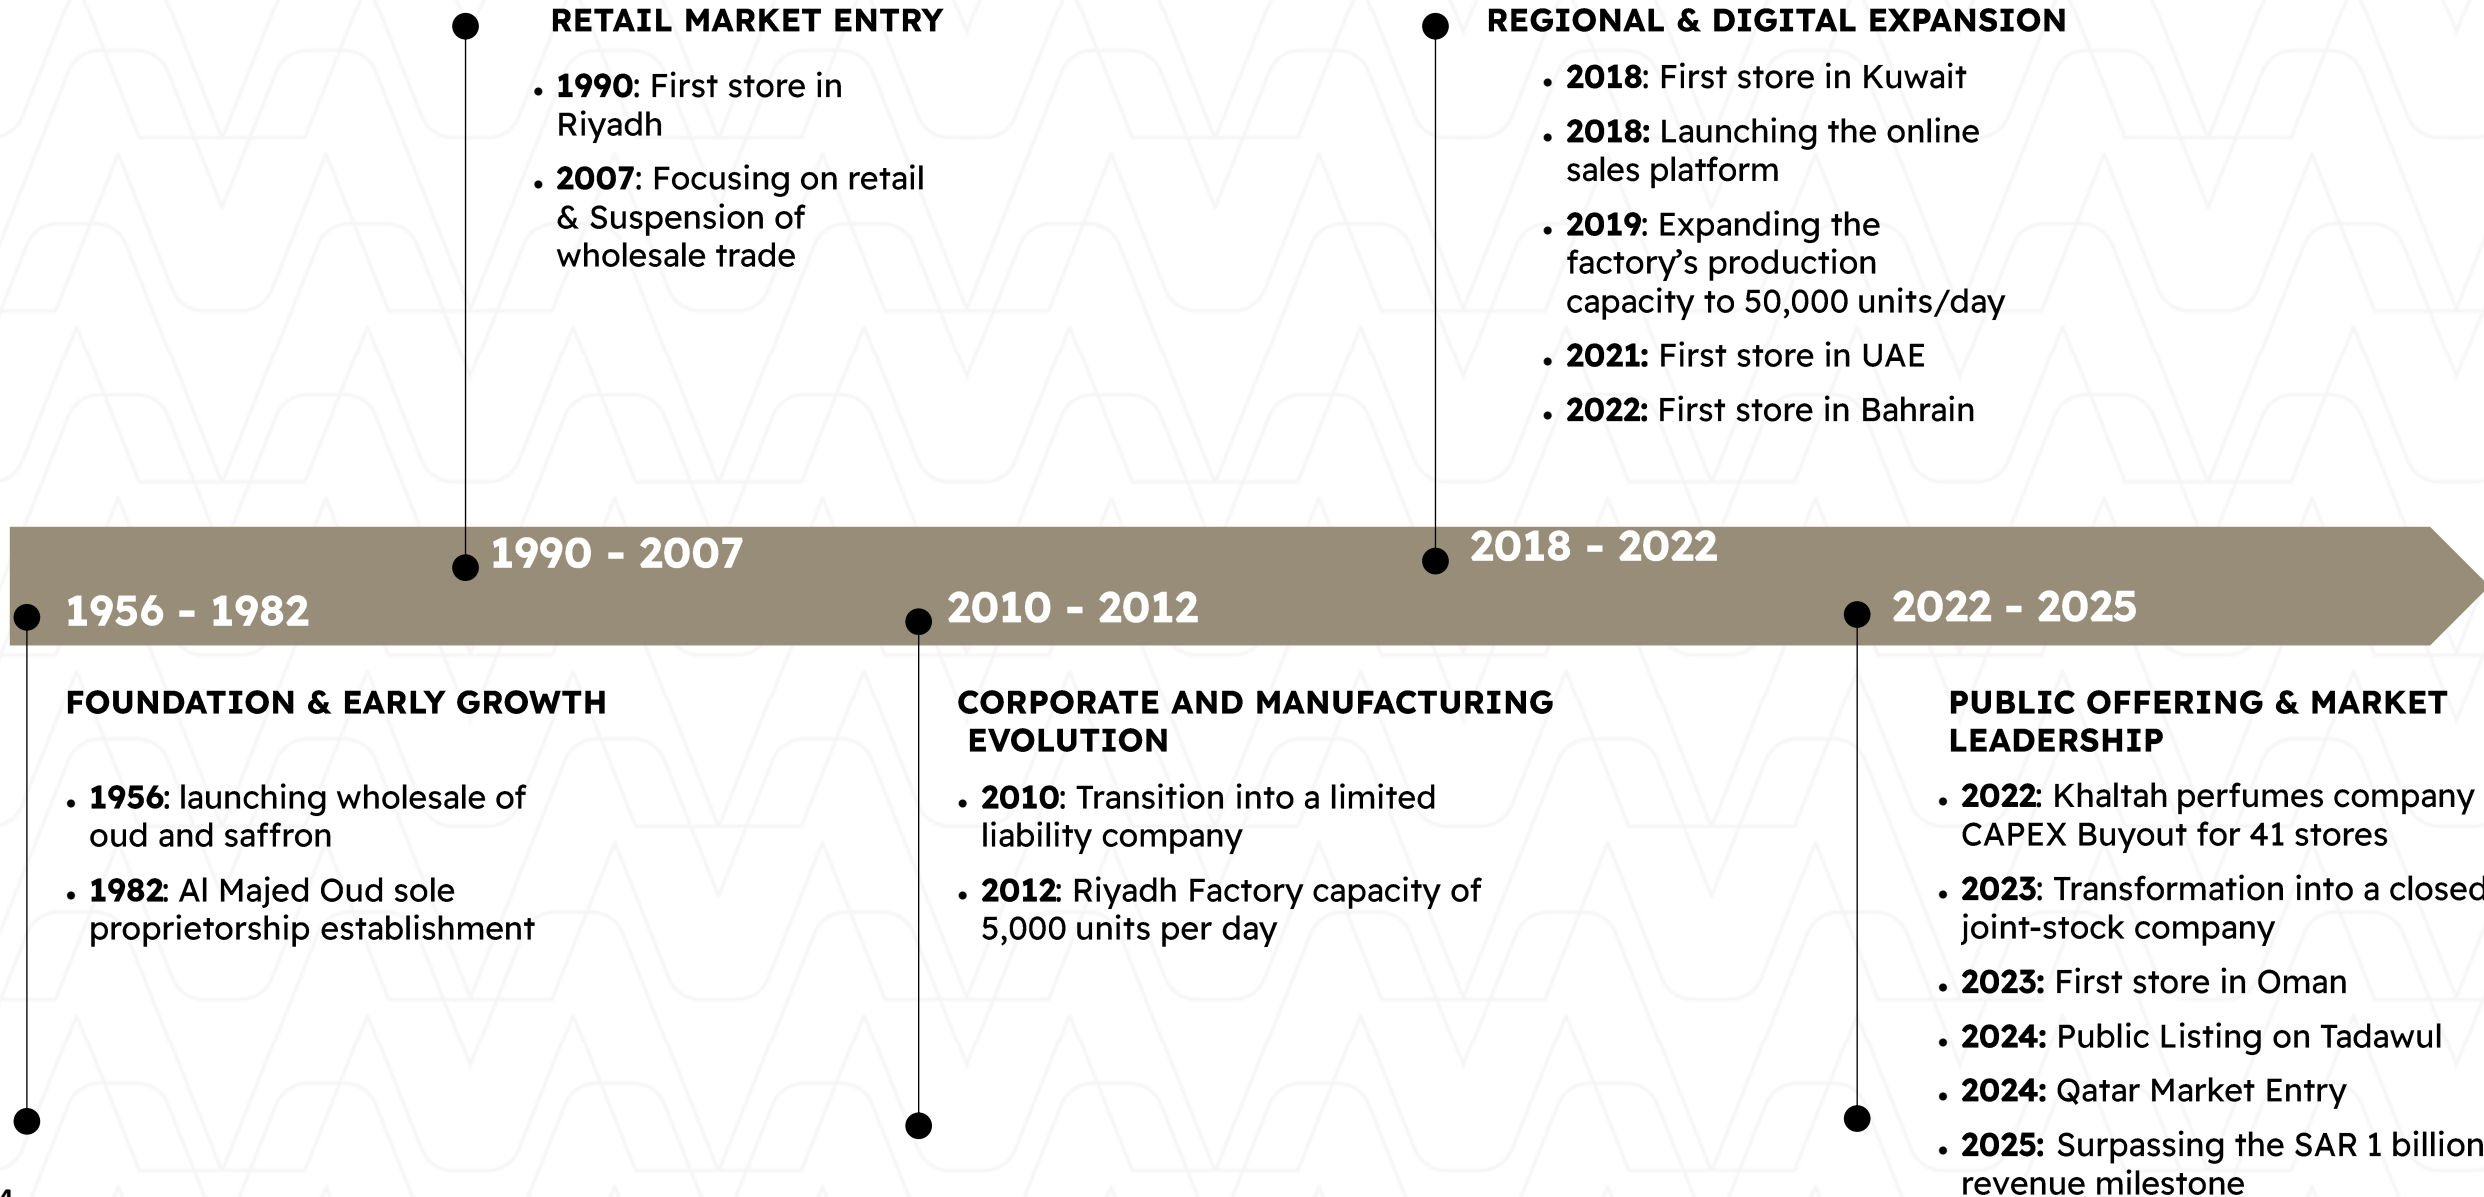 RETAIL MARKET ENTRY
• 1990: First store in
Riyadh
• 2007: Focusing on retail
& Suspension of
wholesale trade
REGIONAL & DIGITAL EXPANSION
• 2018: First store in Kuwait
• 2018: Launching the online
sales platform
• 2019: Expanding the
factory’s production
capacity to 50,000 units/day
• 2021: First store in UAE
• 2022: First store in Bahrain
1990 - 2007
2018 - 2022
1956 - 1982
2010 - 2012
2022 - 2025
FOUNDATION & EARLY GROWTH
• 1956: launching wholesale of
oud and saffron
• 1982: Al Majed Oud sole
proprietorship establishment
CORPORATE AND MANUFACTURING
EVOLUTION
• 2010: Transition into a limited
liability company
• 2012: Riyadh Factory capacity of
5,000 units per day
PUBLIC OFFERING & MARKET
LEADERSHIP
• 2022: Khaltah perfumes company
CAPEX Buyout for 41 stores
• 2023: Transformation into a closed
joint-stock company
• 2023: First store in Oman
• 2024: Public Listing on Tadawul
• 2024: Qatar Market Entry
• 2025: Surpassing the SAR 1 billion
revenue milestone